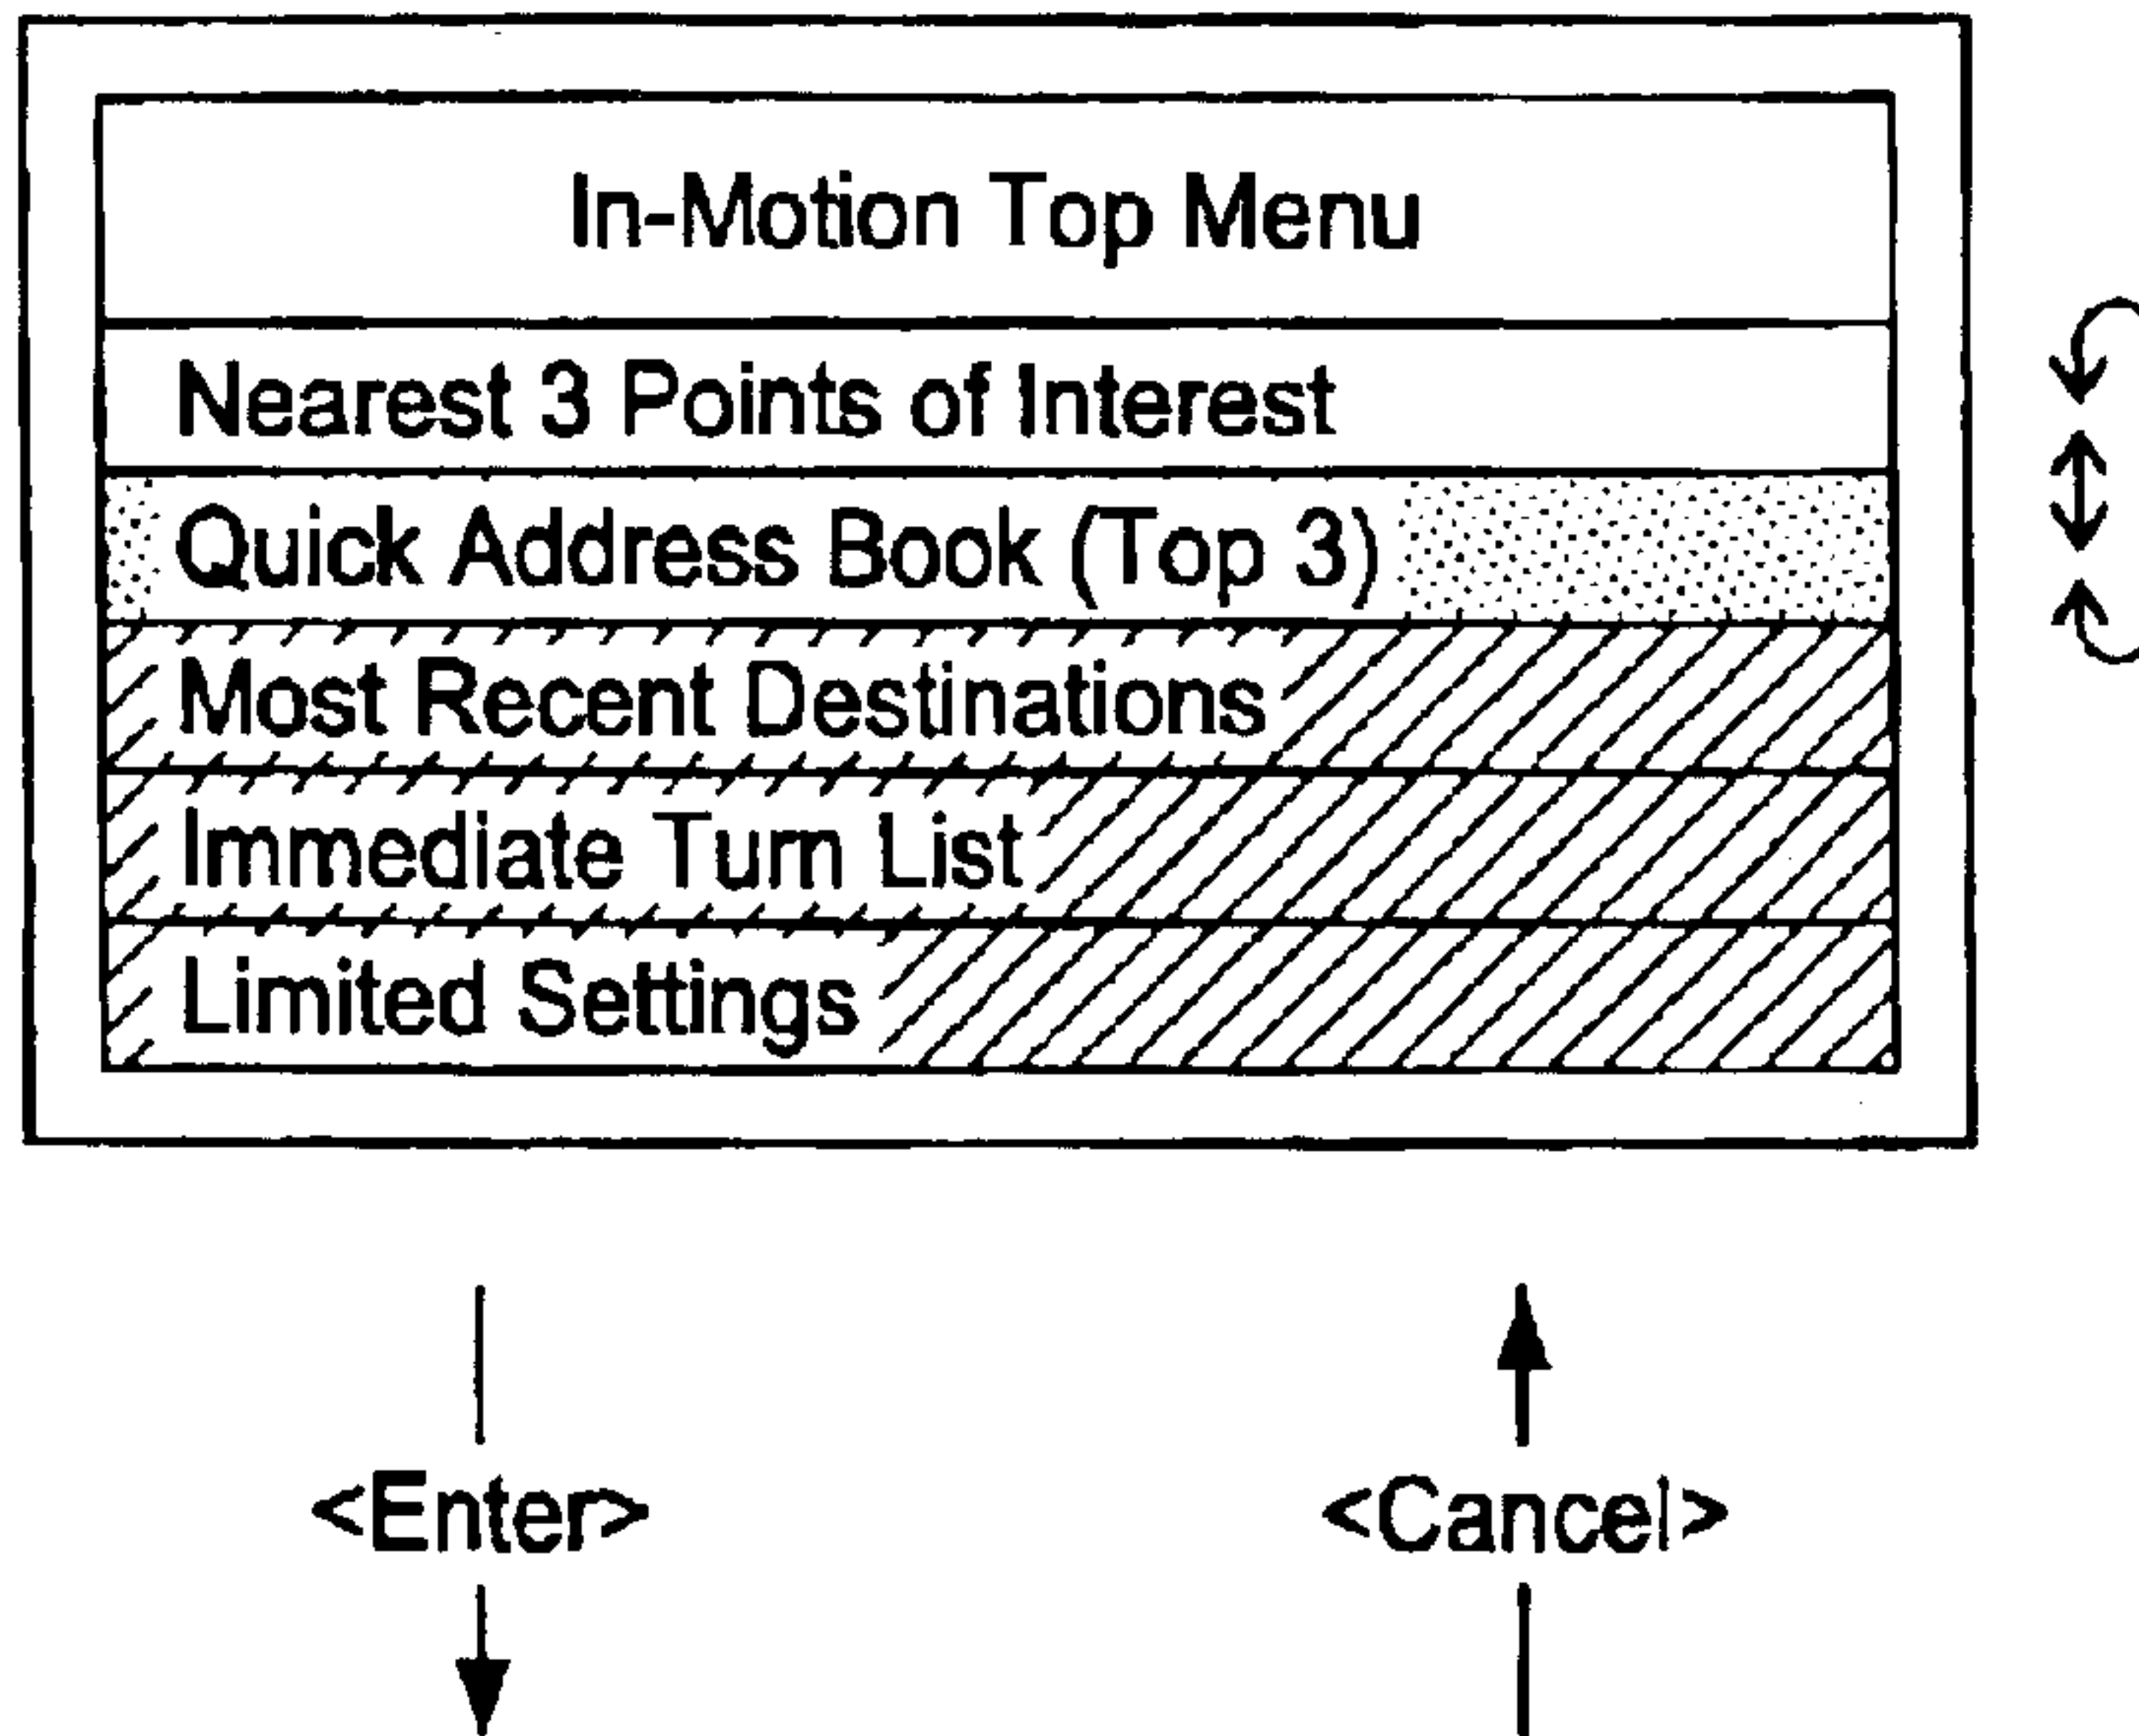 In-Motion Top Menu
Nearest 3 Points of Interest
Quick Address Book (Top 3)
Most Recent Destinations
Immediate Turn List
Limited Settings
<Enter>
<Cancel>